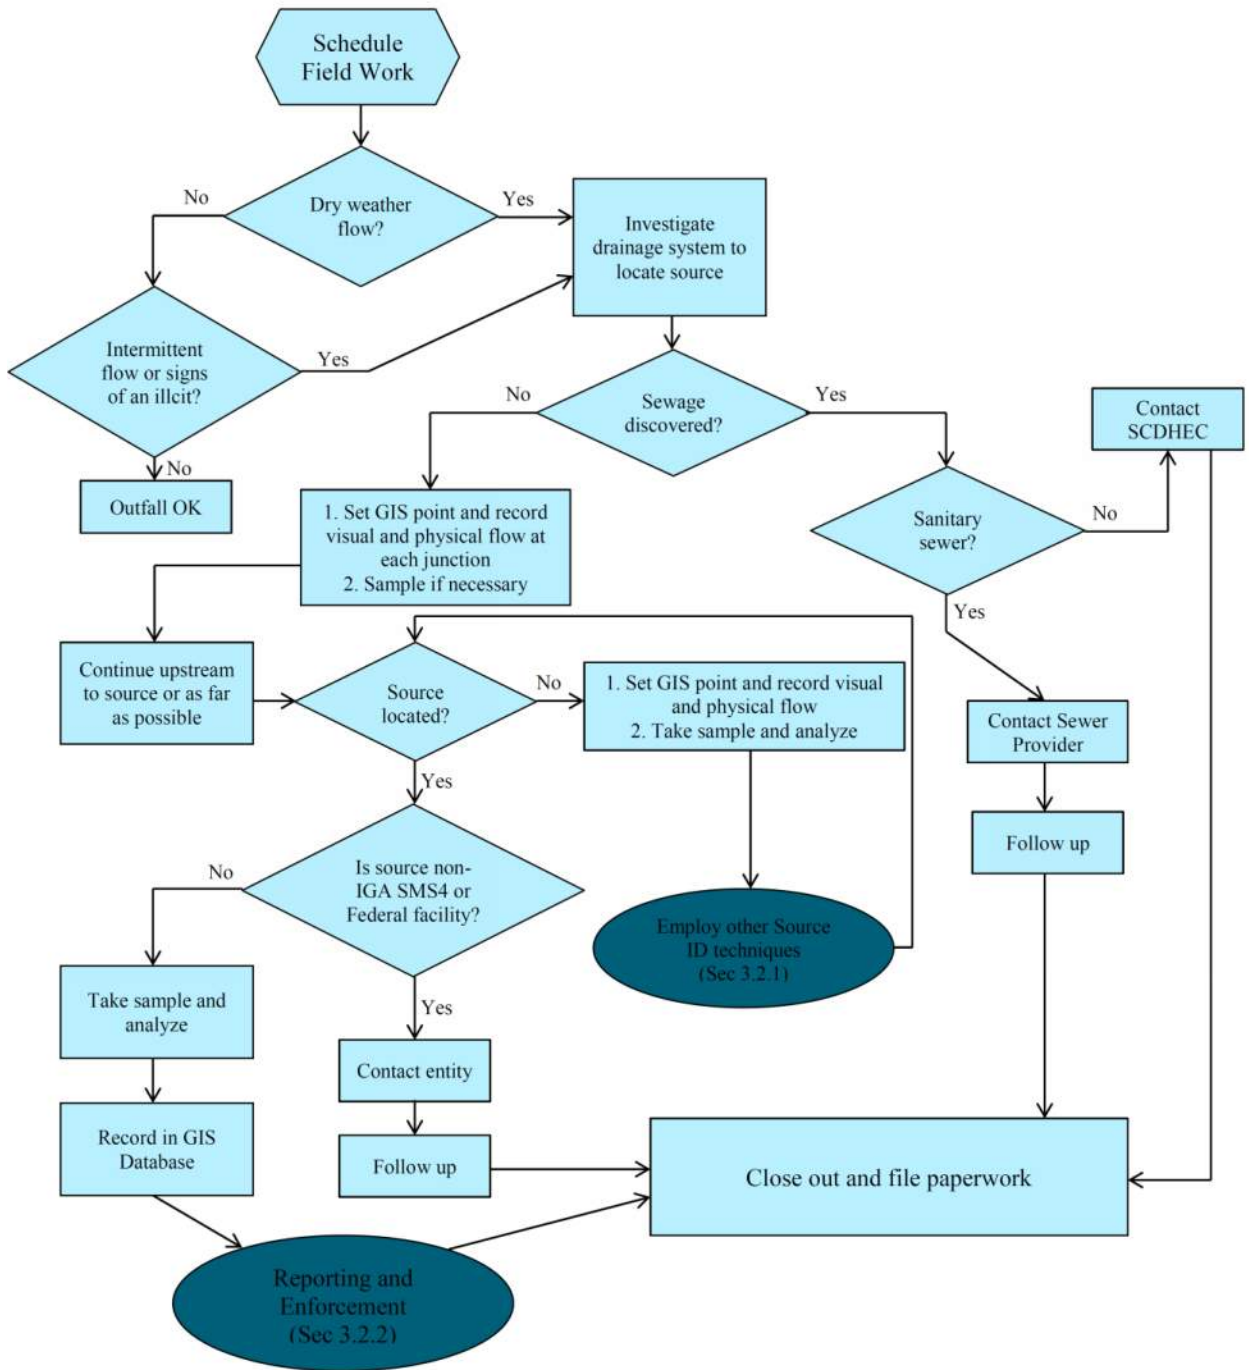 Schedule
Field Work
No
Yes
Dry weather
flow?
Investigate
drainage system to
locate source
Intermittent
flow or signs
of an illcit?
Yes
No
Outfall OK
No
Sewage
discovered?
Yes
Contact
SCDHEC
Sanitary
sewer?
No
Yes
1. Set GIS point and record
visual and physical flow at
each junction
2. Sample if necessary
Continue upstream
to source or as far
as possible
Source
located?
No
1. Set GIS point and record visual
and physical flow
2. Take sample and analyze
Contact Sewer
Provider
Follow up
Yes
No
Is source non-
IGA SMS4 or
Federal facility?
Employ other Source
ID techniques
(Sec 3.2.1)
Take sample and
analyze
Yes
Contact entity
Record in GIS
Database
Follow up
Close out and file paperwork
Reporting and
Enforcement
(Sec 3.2.2)